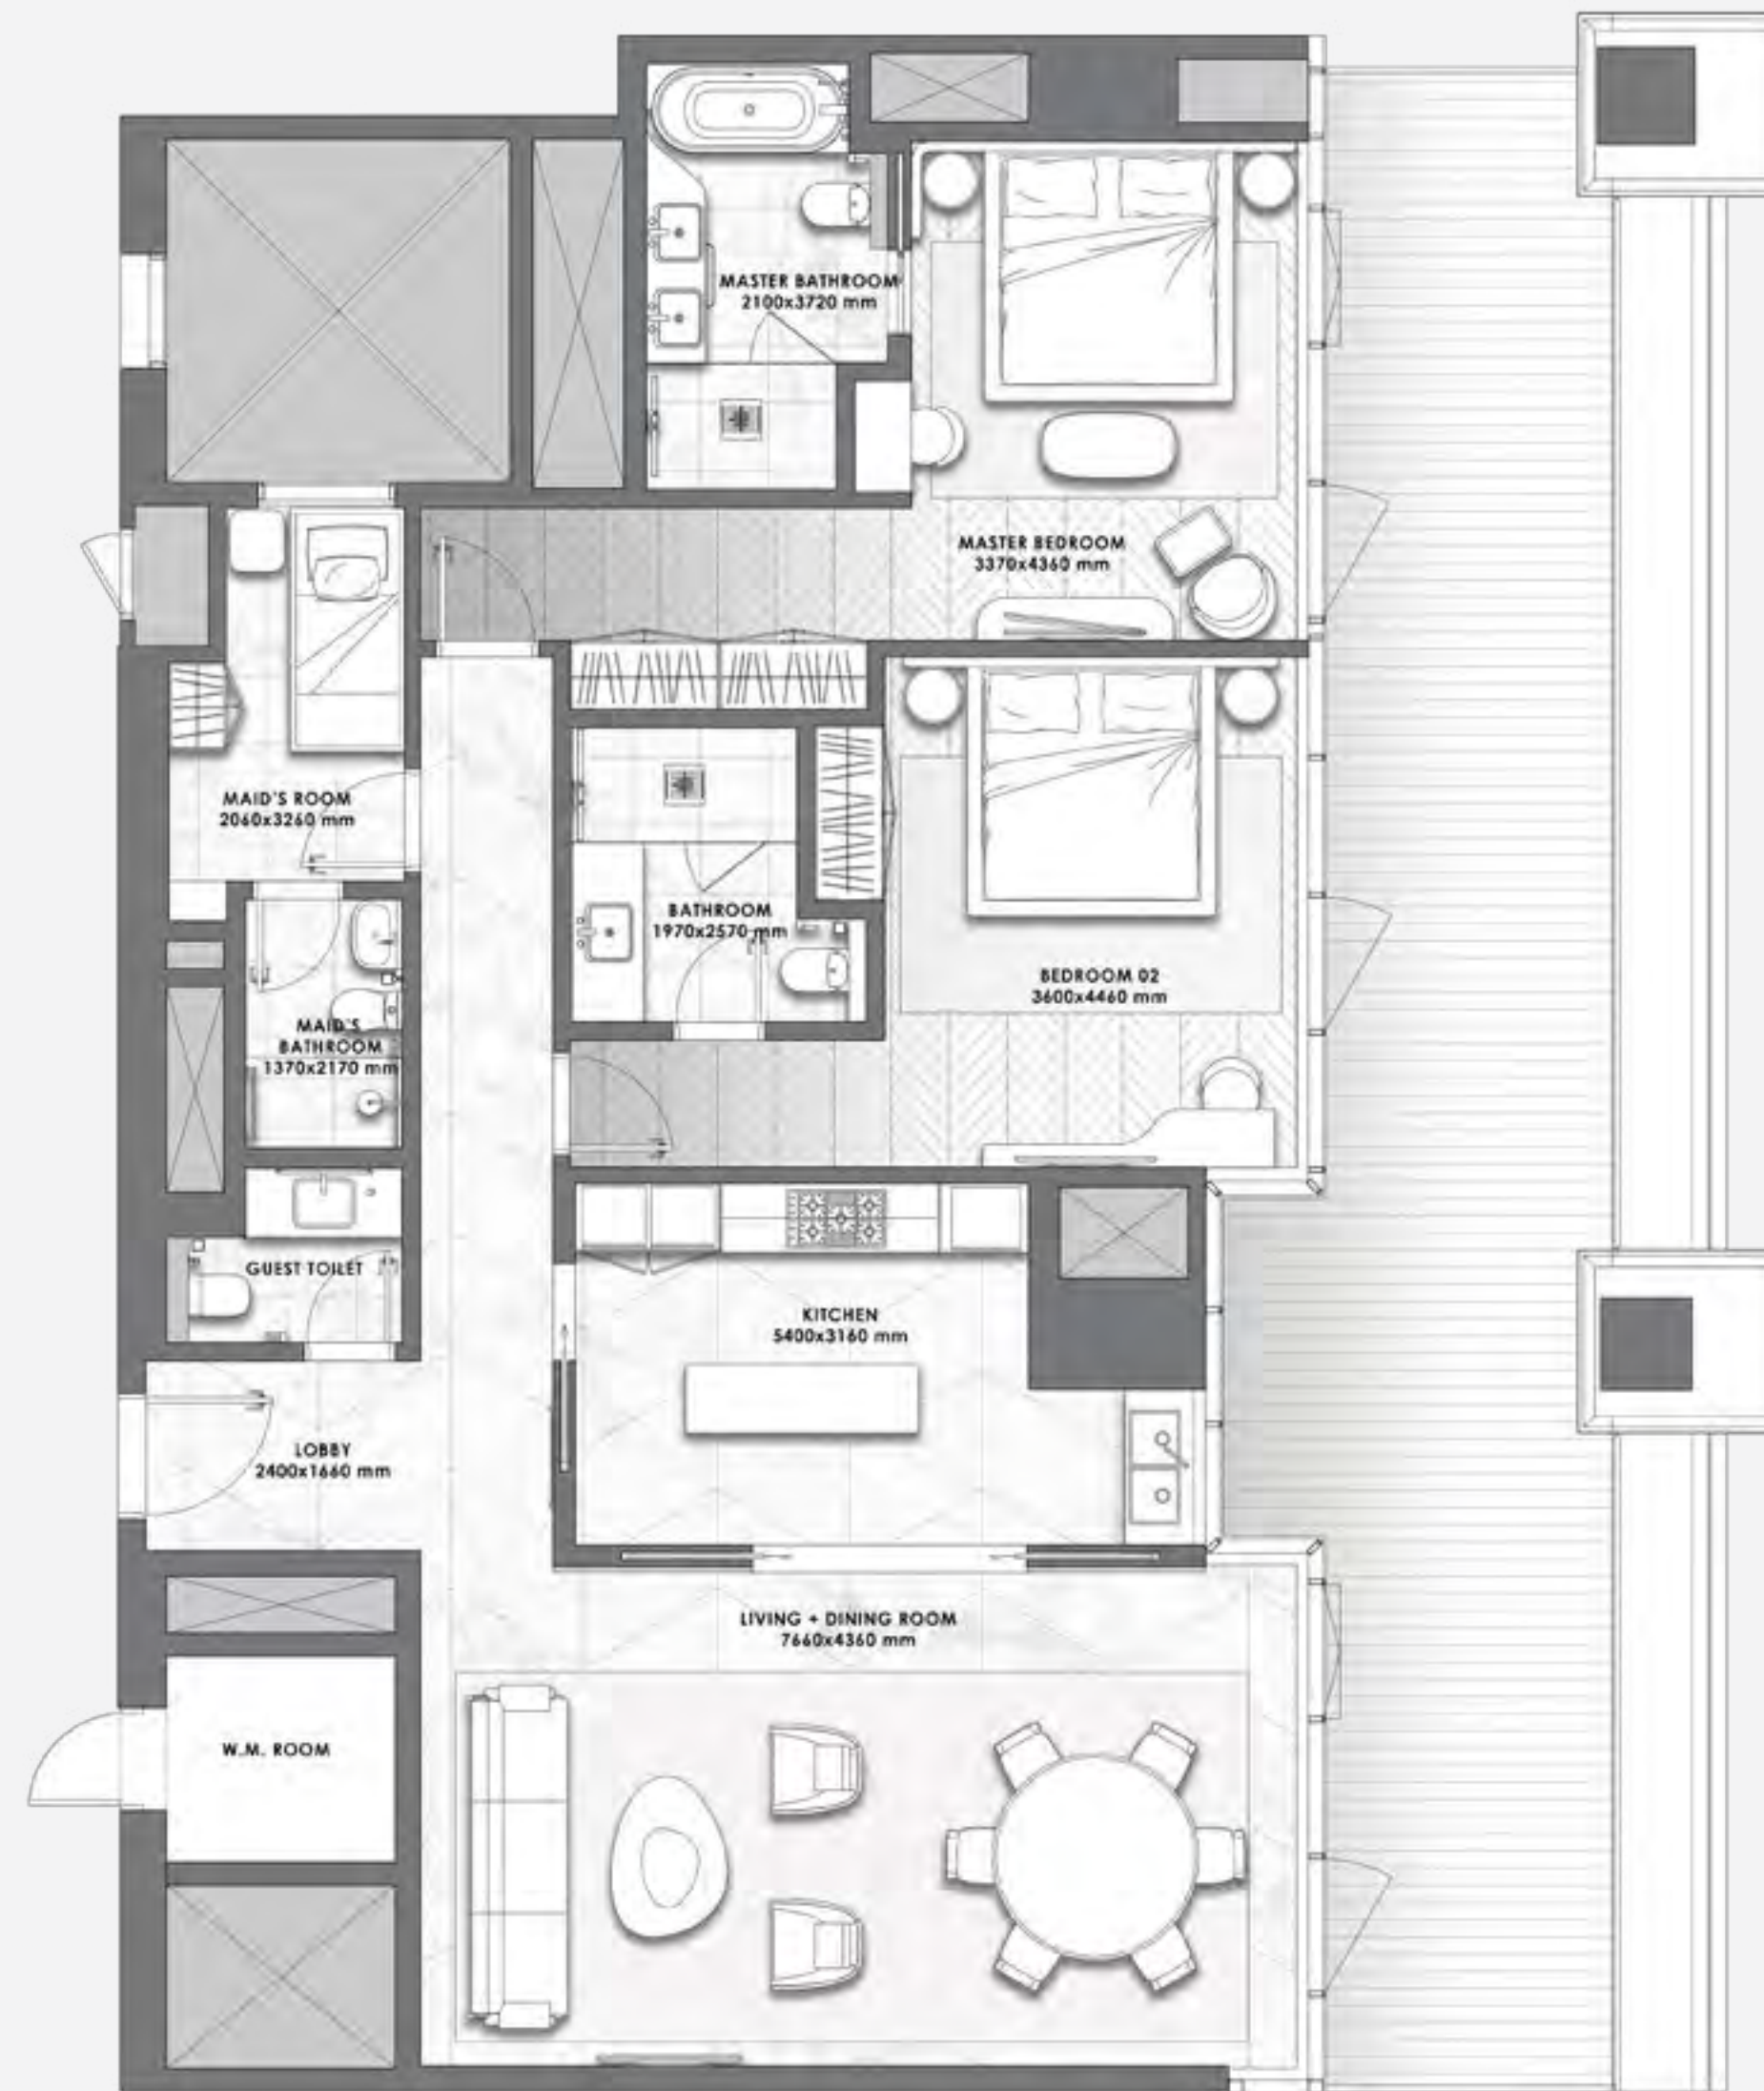 MASTER BATHROOM
2100x3720 mm
MASTER BEDROOM
3370x4360 mm
MAID'S ROOM
2060x3260 mm
BATHROOM
1970x2570 mm
BEDROOM 02
3600x4460 mm
MAID'S
BATHROOM
1370x2170 mm
GUEST TOILET
KITCHEN
5400x3160 mm
LOBBY
2400x1660 mm
LIVING + DINING ROOM
7660x4360 mm
W.M. ROOM